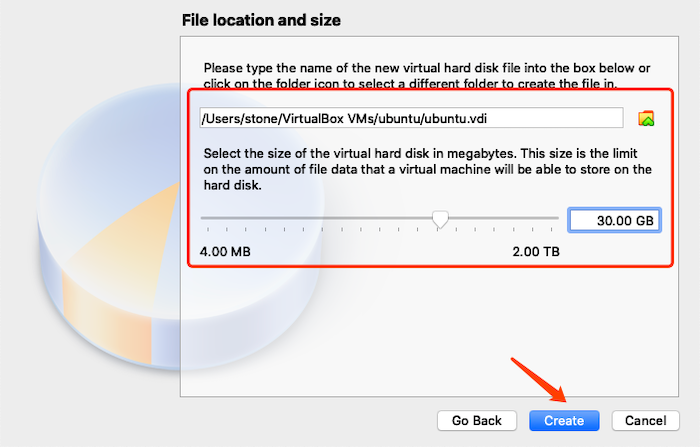 File location and size
Please type the name of the new virtual hard disk file into the box below or
click on the folder icon to select a different folder to create the file in.
/Users/stone/VirtualBox VMs/ubuntu/ubuntu.vdi
Select the size of the virtual hard disk in megabytes. This size is the limit
on the amount of file data that a virtual machine will be able to store on the
hard disk.
30.00 GB
4.00 MB 2.00 TB
Go Back Create Cancel